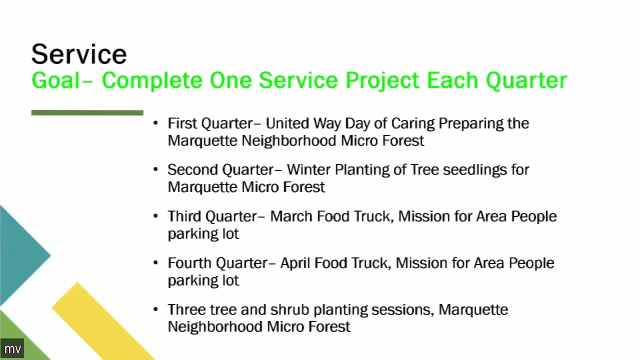 Service
Goal– Complete One Service Project Each Quarter
• First Quarter– United Way Day of Caring Preparing the
Marquette Neighborhood Micro Forest
• Second Quarter– Winter Planting of Tree seedlings for
Marquette Micro Forest
• Third Quarter– March Food Truck, Mission for Area People
parking lot
• Fourth Quarter– April Food Truck, Mission for Area People
parking lot
• Three tree and shrub planting sessions, Marquette
Neighborhood Micro Forest
mv